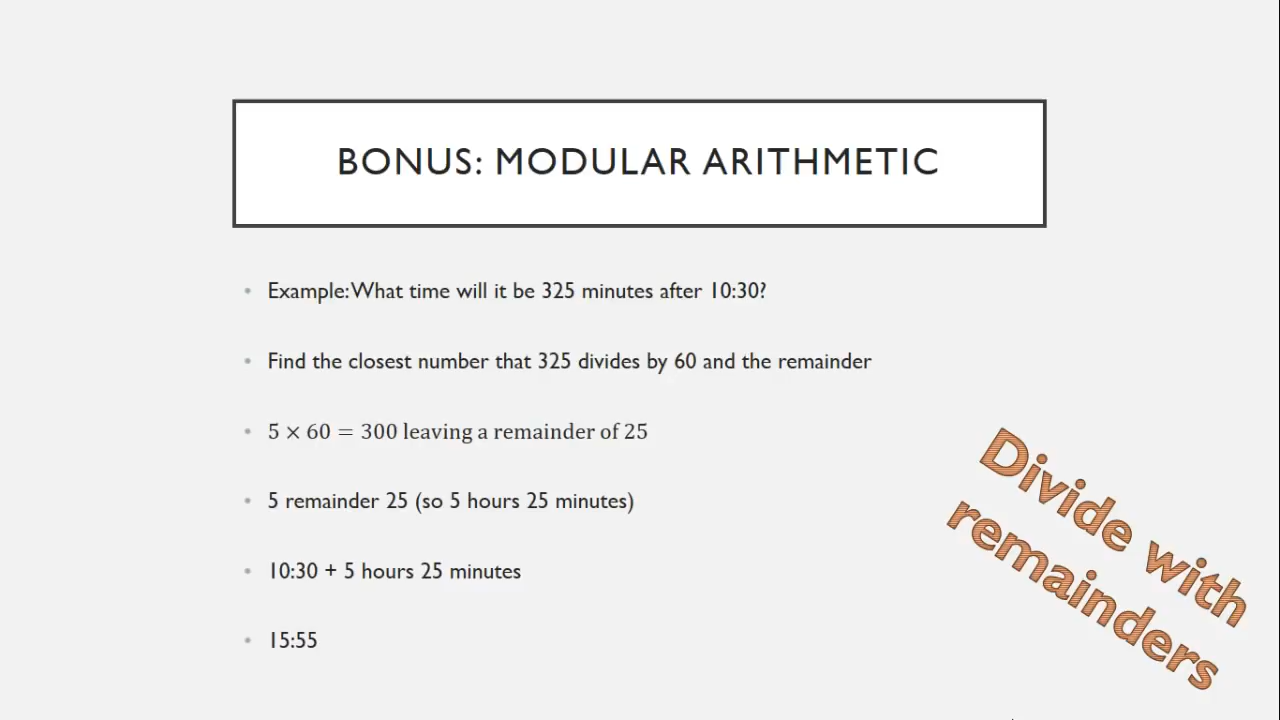 BONUS: MODULAR ARITHMETIC
• Example: What time will it be 325 minutes after 10:30?
• Find the closest number that 325 divides by 60 and the remainder
• 5 × 60 = 300 leaving a remainder of 25
• 5 remainder 25 (so 5 hours 25 minutes)
• 10:30 + 5 hours 25 minutes
• 15:55
Divide with
remainders